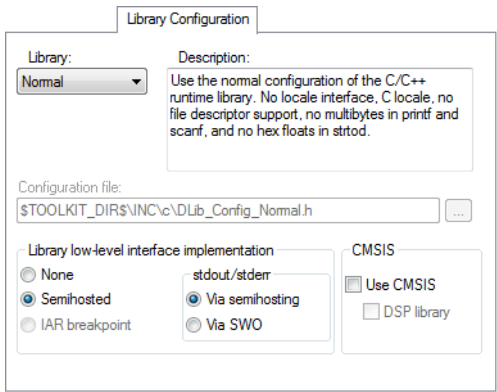 Library Configuration
Library:
Description:
Normal
Use the normal configuration of the C/C++
runtime library. No locale interface, C locale, no
file descriptor support, no multibytes in printf and
scanf, and no hex floats in strtod.
Configuration file:
$TOOLKIT_DIR$\INC\c\DLib_Config_Normal.h
...
Library low-level interface implementation
CMSIS
None
stdout/stderr
Use CMSIS
Semihosted
Via semihosting
DSP library
IAR breakpoint
Via SWO